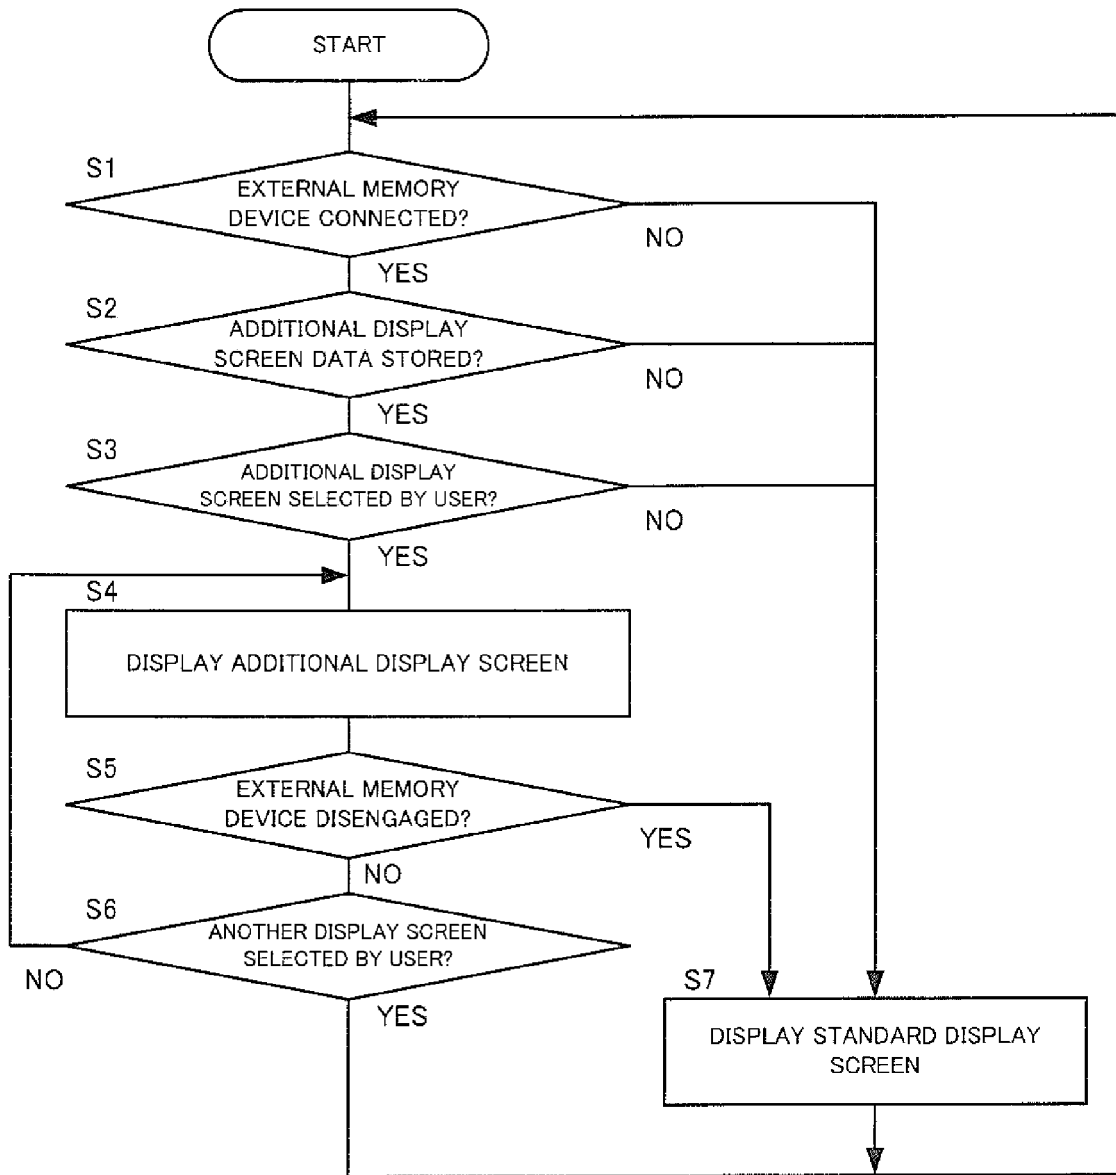 START
S1
EXTERNAL MEMORY
DEVICE CONNECTED?
NO
YES
S2
ADDITIONAL DISPLAY
SCREEN DATA STORED?
NO
YES
S3
ADDITIONAL DISPLAY
SCREEN SELECTED BY USER?
NO
YES
S4
DISPLAY ADDITIONAL DISPLAY SCREEN
S5
EXTERNAL MEMORY
DEVICE DISENGAGED?
YES
NO
S6
ANOTHER DISPLAY SCREEN
SELECTED BY USER?
NO
YES
S7
DISPLAY STANDARD DISPLAY
SCREEN